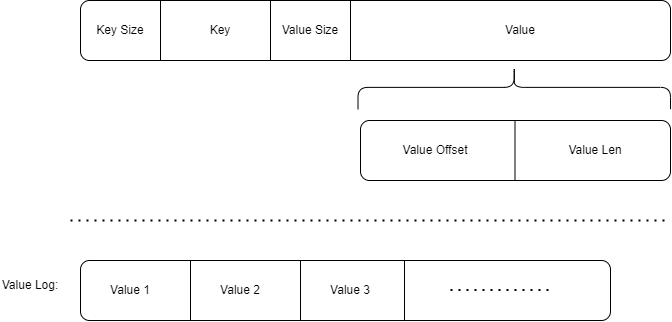 Key Size Key Value Size Value
Value Offset Value Len
Value Log: Value 1 Value 2 Value 3 .............